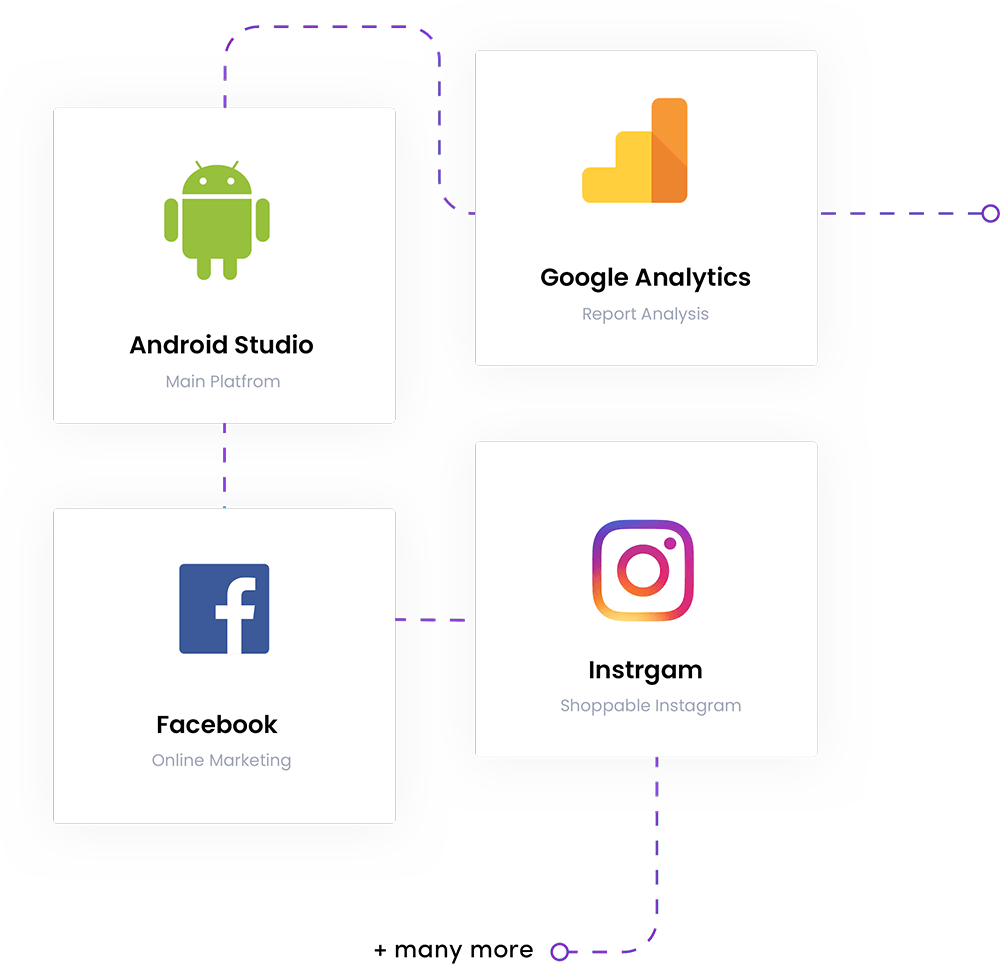 Google Analytics
Report Analysis
Android Studio
Main Platfrom
Instrgam
Shoppable Instagram
Facebook
Online Marketing
+ many more